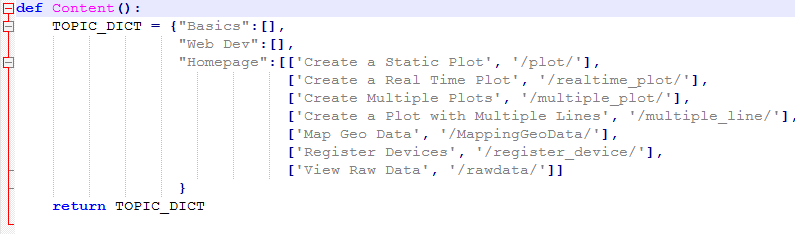 def Content():
    TOPIC_DICT = {"Basics":[],
                  "Web Dev":[],
                  "Homepage":[['Create a Static Plot', '/plot/'],
                              ['Create a Real Time Plot', '/realtime_plot/'],
                              ['Create Multiple Plots', '/multiple_plot/'],
                              ['Create a Plot with Multiple Lines', '/multiple_line/'],
                              ['Map Geo Data', '/MappingGeoData/'],
                              ['Register Devices', '/register_device/'],
                              ['View Raw Data', '/rawdata/']]
                  }
    return TOPIC_DICT